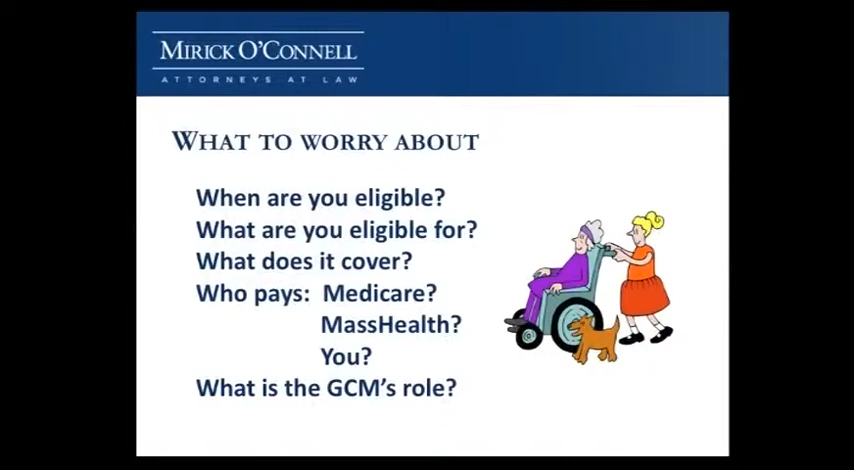 MIRICK O'CONNELL
ATTORNEYS AT LAW
WHAT TO WORRY ABOUT
When are you eligible?
What are you eligible for?
What does it cover?
Who pays: Medicare?
MassHealth?
You?
What is the GCM's role?